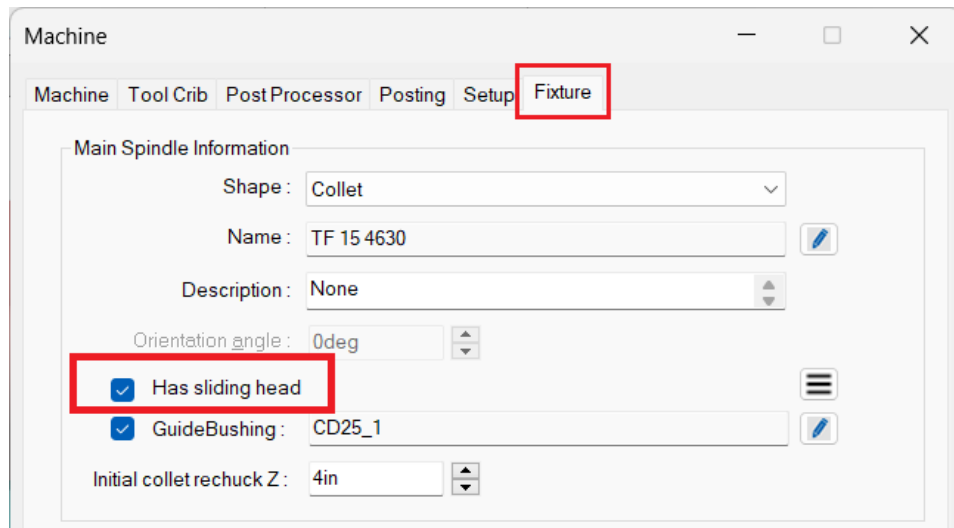 Machine
Machine Tool Crib Post Processor Posting Setup Fixture
Main Spindle Information
Shape : Collet
Name : TF 15 4630
Description : None
Orientation angle : 0deg
Has sliding head
GuideBushing : CD25_1
Initial collet rechuck Z : 4in